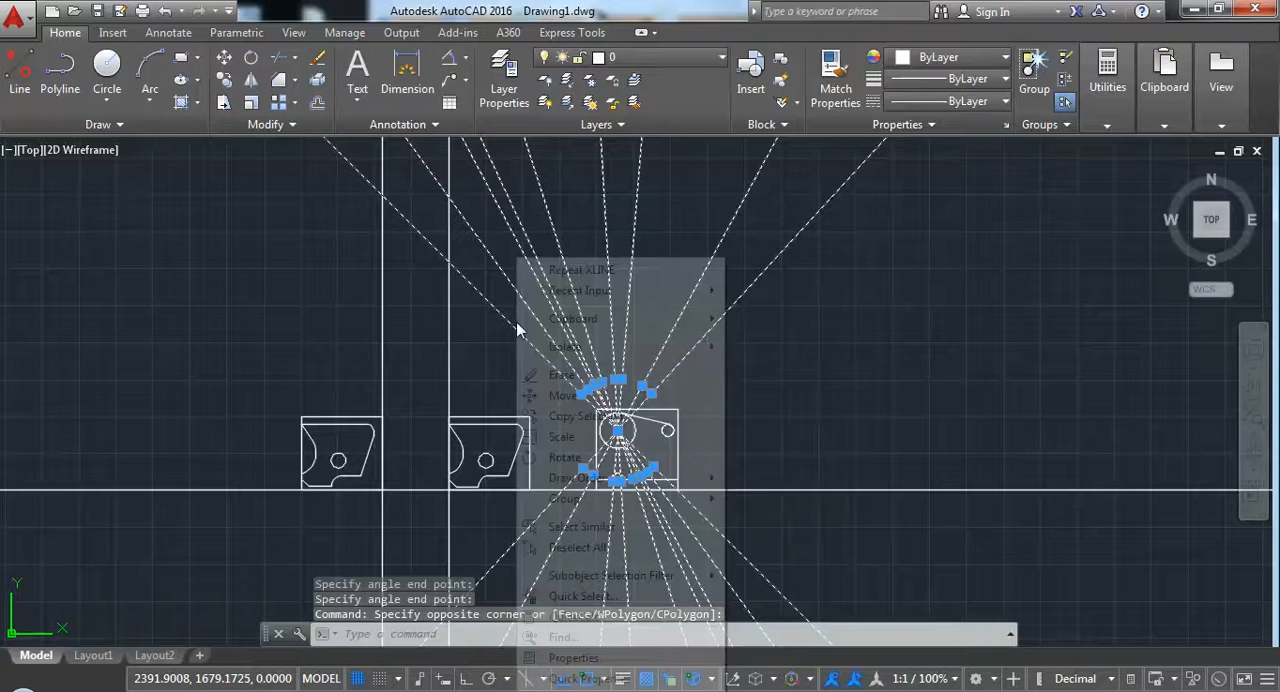 Autodesk AutoCAD 2016 Drawing1.dwg
Type a keyword or phrase
Sign In
Home Insert Annotate Parametric View Manage Output Add-ins A360 Express Tools
Line Polyline Circle Arc
Text Dimension
Layer Properties
0
Insert
Match Properties
ByLayer
ByLayer
ByLayer
Group
Utilities
Clipboard
View
Draw Modify Annotation Layers Block Properties Groups
[−][Top][2D Wireframe]
N
W TOP E
S
WCS
Repeat XLINE
Recent Input
Clipboard
Isolate
Erase
Move
Copy Sele
Scale
Rotate
Draw Or
Group
Select Similar
Deselect All
Subobject Selection Filter
Quick Select...
Find...
Properties
Quick Proper
Y
X
Specify angle end point:
Specify angle end point:
Command: Specify opposite corner or [Fence/WPolygon/CPolygon]:
Type a command
Model Layout1 Layout2 +
2391.9008, 1679.1725, 0.0000 MODEL 1:1 / 100% Decimal